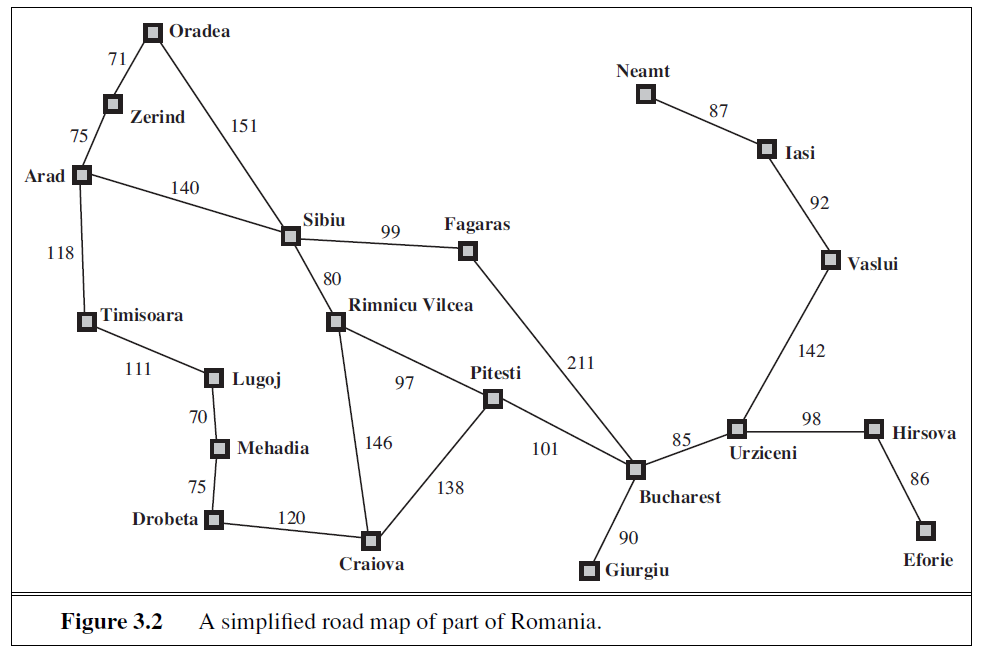 Oradea
71
Neamt
Zerind
87
75
151
Iasi
Arad
140
92
Sibiu
Fagaras
99
118
Vaslui
80
Timisoara
Rimnicu Vilcea
142
111
Lugoj
97
Pitesti
211
70
98
Hirsova
146
101
85
Urziceni
Mehadia
75
138
86
Bucharest
Drobeta
120
90
Craiova
Giurgiu
Eforie
Figure 3.2 A simplified road map of part of Romania.